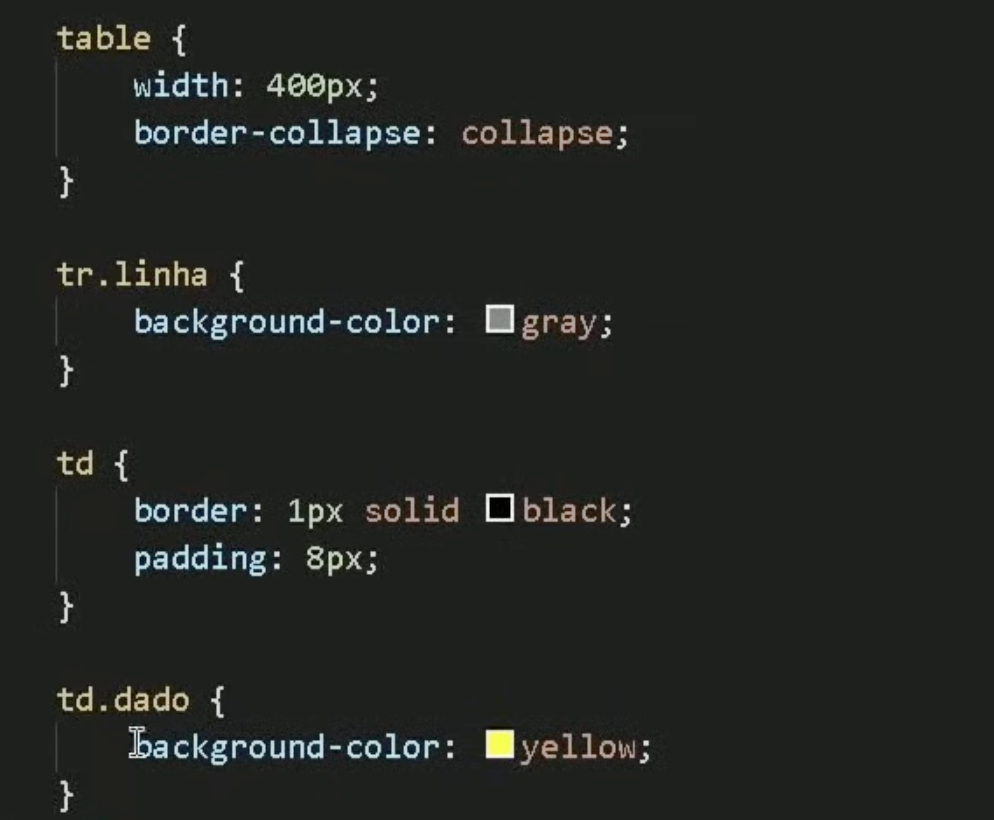 table {
width: 400px;
border-collapse: collapse;
}
tr.linha {
background-color: gray;
}
td {
border: 1px solid black;
padding: 8px;
}
td.dado {
background-color: yellow;
}